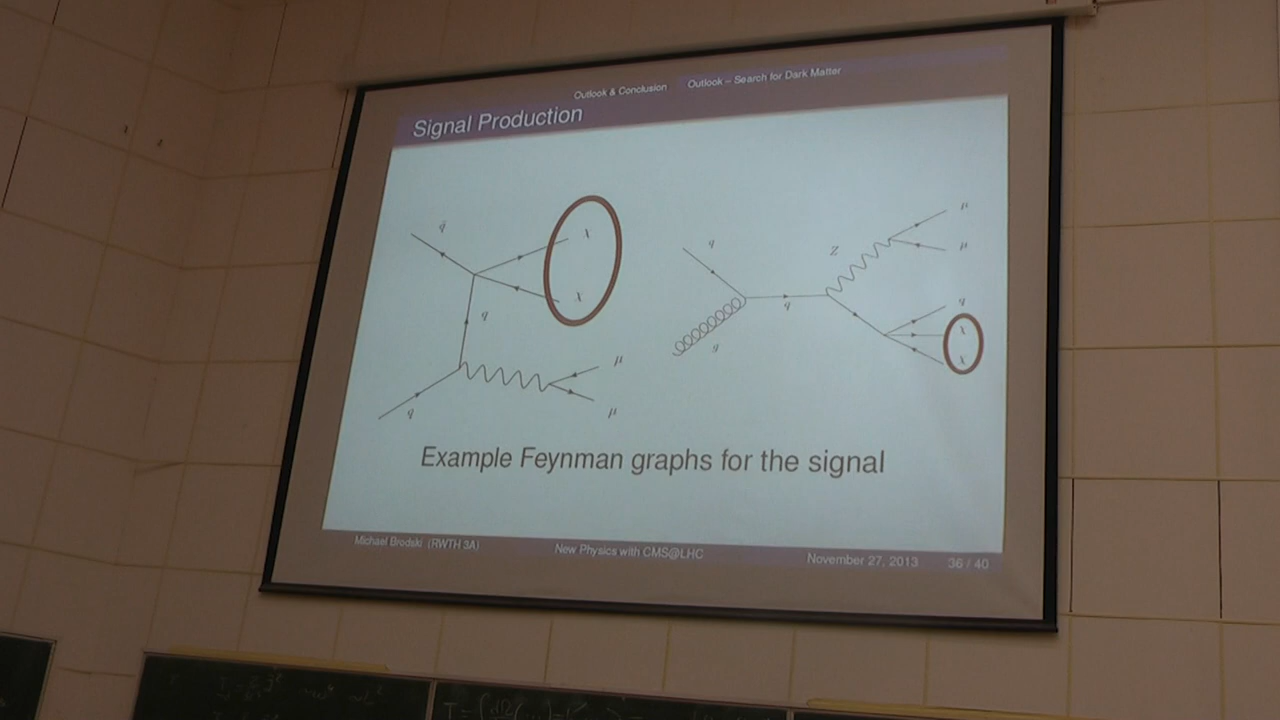 Outlook & Conclusion Outlook – Search for Dark Matter
Signal Production
q̄
χ
χ
q
μ
μ
q
q
g
q
Z
μ
μ
q
χ
χ
Example Feynman graphs for the signal
Michael Brodski (RWTH 3A) New Physics with CMS@LHC November 27, 2013 36 / 40